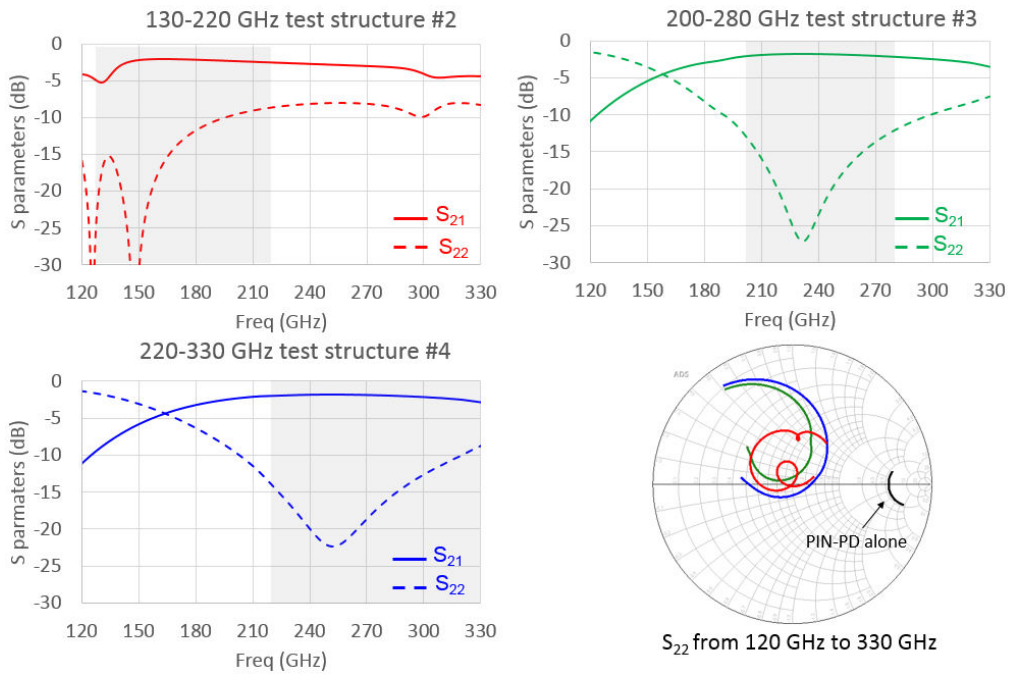 130-220 GHz test structure #2
S parameters (dB)
0
-5
-10
-15
-20
-25
-30
S21
S22
120 150 180 210 240 270 300 330
Freq (GHz)
200-280 GHz test structure #3
S parameters (dB)
0
-5
-10
-15
-20
-25
-30
S21
S22
120 150 180 210 240 270 300 330
Freq (GHz)
220-330 GHz test structure #4
S parmaters (dB)
0
-5
-10
-15
-20
-25
-30
S21
S22
120 150 180 210 240 270 300 330
Freq (GHz)
ADS
PIN-PD alone
S22 from 120 GHz to 330 GHz